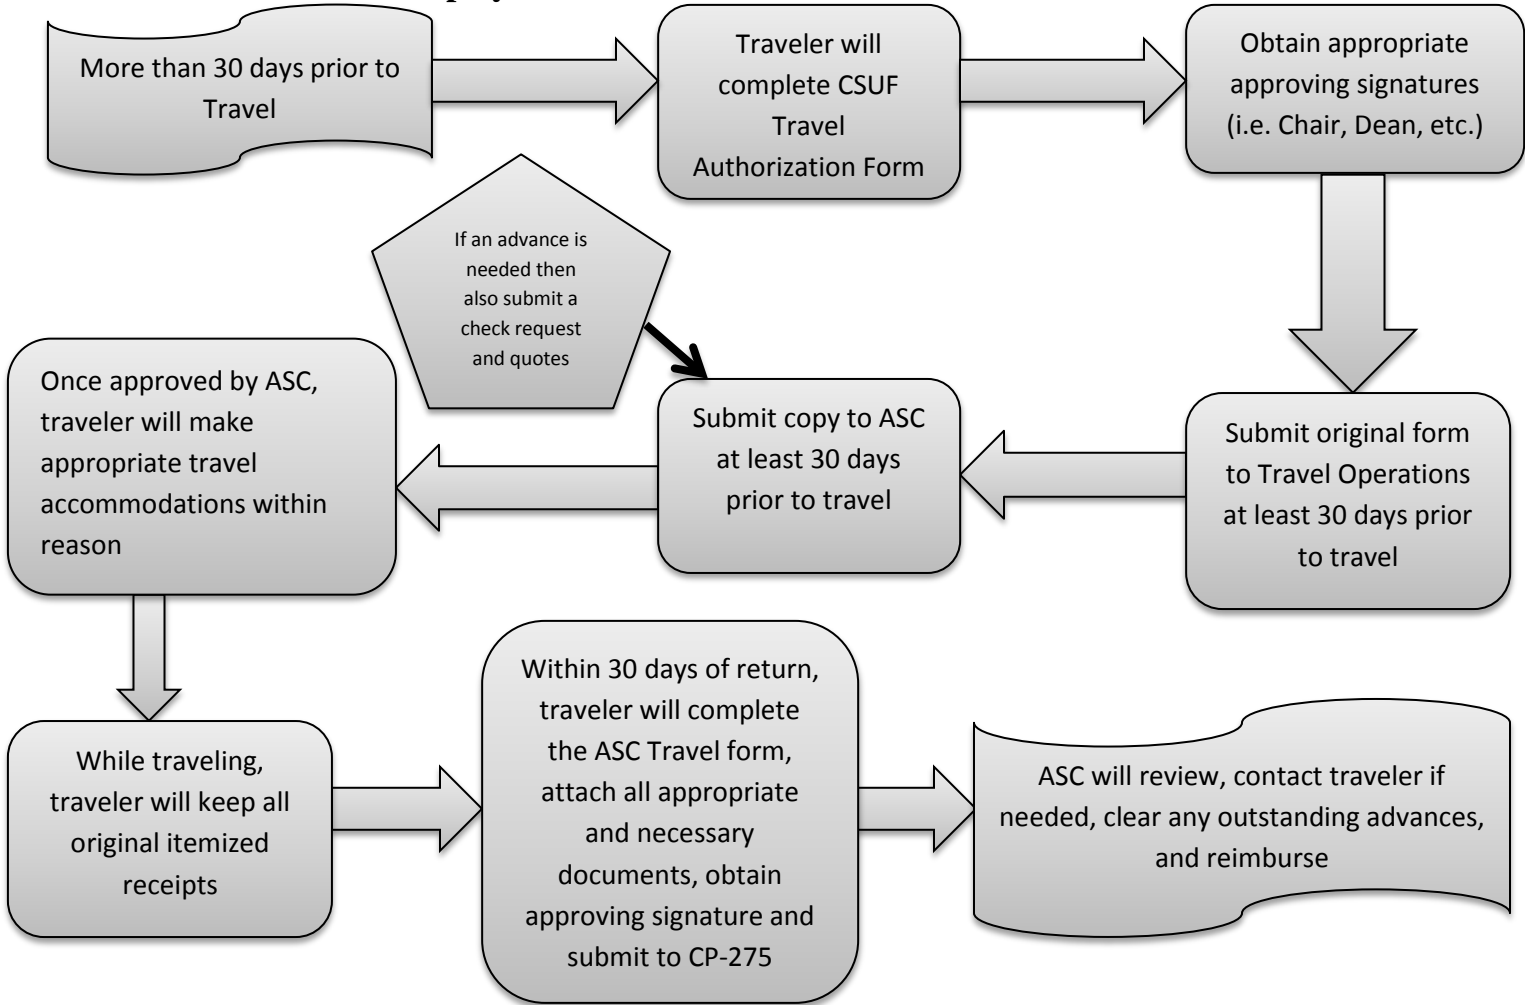 More than 30 days prior to
Travel
Traveler will
complete CSUF
Travel
Authorization Form
Obtain appropriate
approving signatures
(i.e. Chair, Dean, etc.)
If an advance is
needed then
also submit a
check request
and quotes
Submit original form
to Travel Operations
at least 30 days prior
to travel
Submit copy to ASC
at least 30 days
prior to travel
Once approved by ASC,
traveler will make
appropriate travel
accommodations within
reason
While traveling,
traveler will keep all
original itemized
receipts
Within 30 days of return,
traveler will complete
the ASC Travel form,
attach all appropriate
and necessary
documents, obtain
approving signature and
submit to CP-275
ASC will review, contact traveler if
needed, clear any outstanding advances,
and reimburse